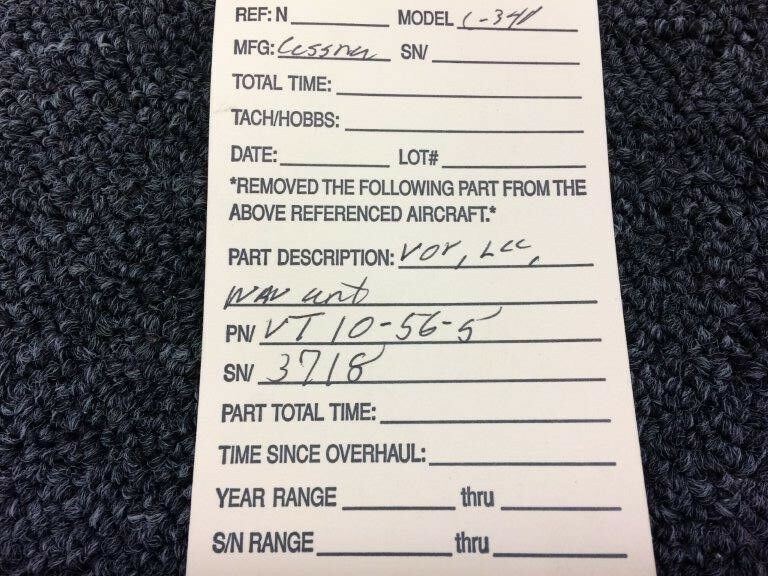 REF: N MODEL C-340
MFG: Cessna SN/
TOTAL TIME:
TACH/HOBBS:
DATE: LOT#
*REMOVED THE FOLLOWING PART FROM THE
ABOVE REFERENCED AIRCRAFT.*
PART DESCRIPTION: VOR, LCC,
NAV unit
PN/ VT 10-56-5
SN/ 3718
PART TOTAL TIME:
TIME SINCE OVERHAUL:
YEAR RANGE thru
S/N RANGE thru